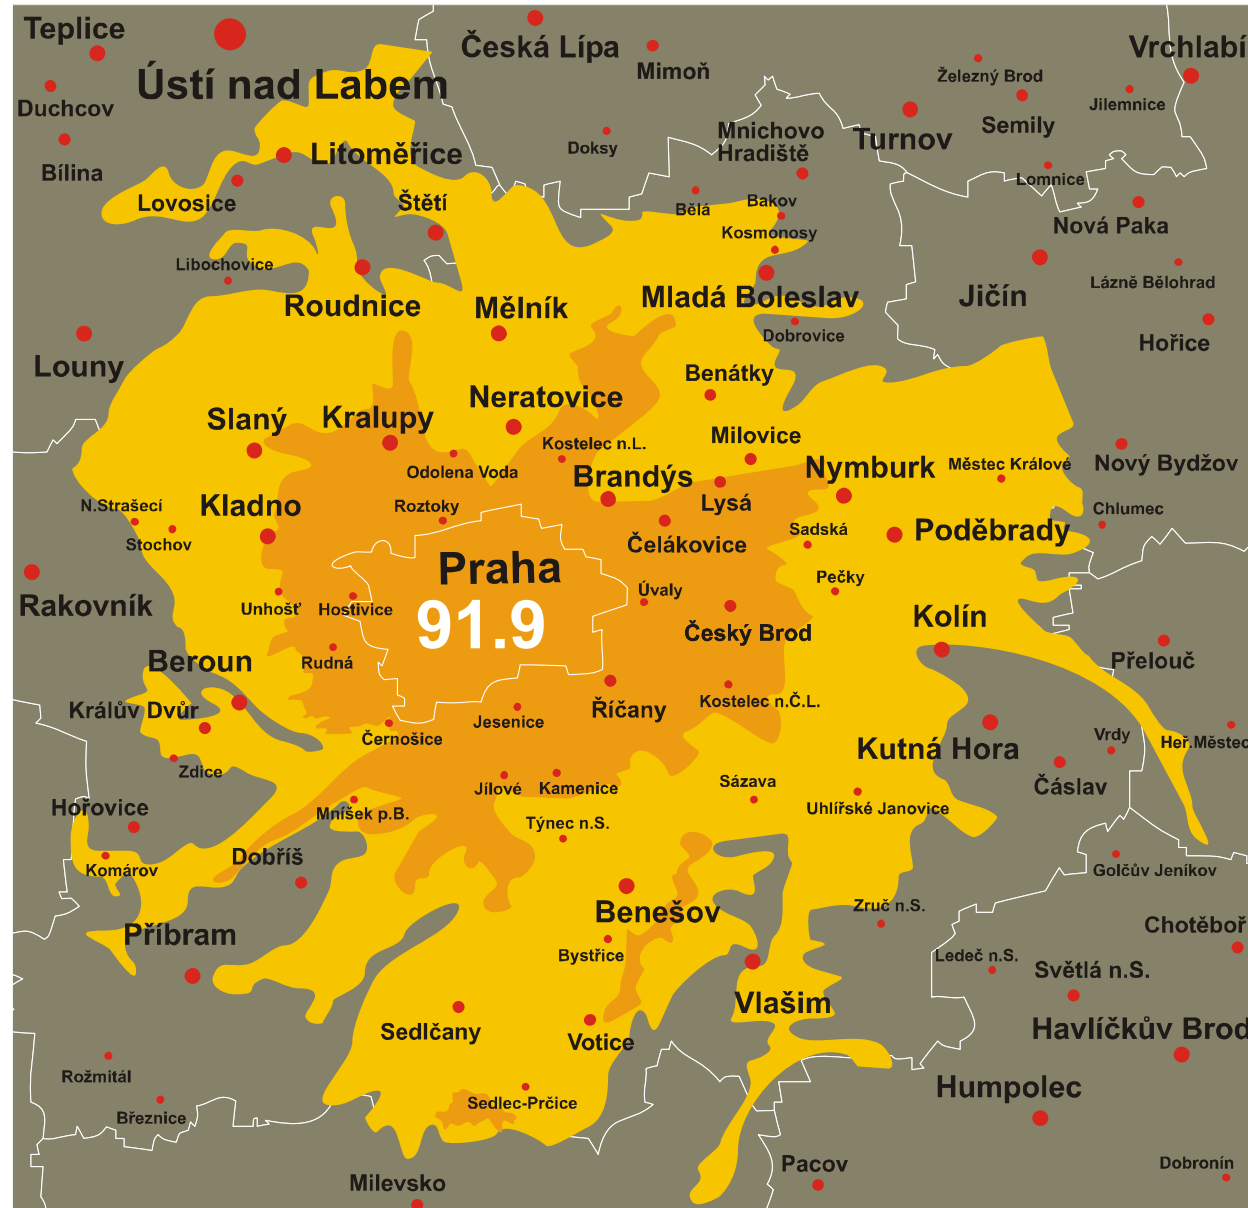 Teplice
Česká Lípa
Vrchlabí
Mimoň
Železný Brod
Ústí nad Labem
Duchcov
Jilemnice
Semily
Mnichovo
Hradiště
Turnov
Doksy
Litoměřice
Bílina
Lomnice
Lovosice
Štětí
Bělá
Bakov
Nová Paka
Kosmonosy
Libochovice
Lázně Bělohrad
Roudnice
Mělník
Mladá Boleslav
Jičín
Dobrovice
Hořice
Louny
Benátky
Neratovice
Slaný
Kralupy
Kostelec n.L.
Milovice
Odolena Voda
Brandýs
Nymburk
Městec Králové
Nový Bydžov
N.Strašecí
Kladno
Roztoky
Lysá
Chlumec
Stochov
Čelákovice
Sadská
Poděbrady
Praha
91.9
Pečky
Úvaly
Rakovník
Unhošť
Hostivice
Kolín
Český Brod
Beroun
Rudná
Přelouč
Králův Dvůr
Říčany
Kostelec n.Č.L.
Jesenice
Černošice
Kutná Hora
Vrdy
Heř.Městec
Zdice
Jílové
Kamenice
Sázava
Čáslav
Hořovice
Mníšek p.B.
Týnec n.S.
Uhlířské Janovice
Dobříš
Komárov
Golčův Jeníkov
Benešov
Zruč n.S.
Příbram
Chotěboř
Bystřice
Ledeč n.S.
Světlá n.S.
Vlašim
Sedlčany
Votice
Havlíčkův Brod
Rožmitál
Humpolec
Sedlec-Prčice
Březnice
Pacov
Dobronín
Milevsko